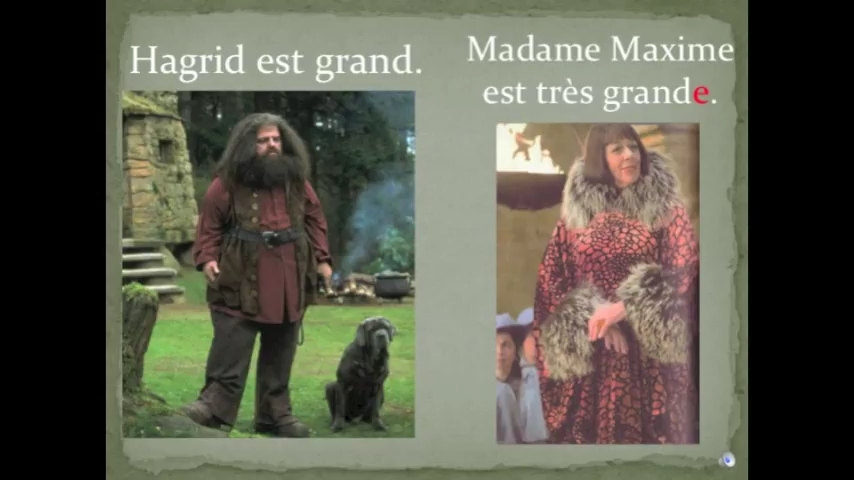 Hagrid est grand.
Madame Maxime
est très grande.